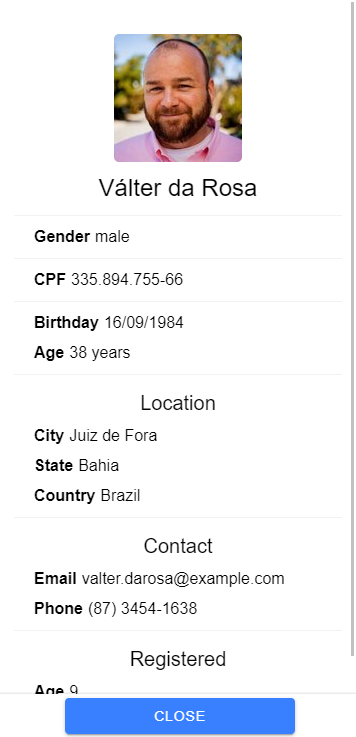 Válter da Rosa
Gender male
CPF 335.894.755-66
Birthday 16/09/1984
Age 38 years
Location
City Juiz de Fora
State Bahia
Country Brazil
Contact
Email valter.darosa@example.com
Phone (87) 3454-1638
Registered
Age 9
CLOSE